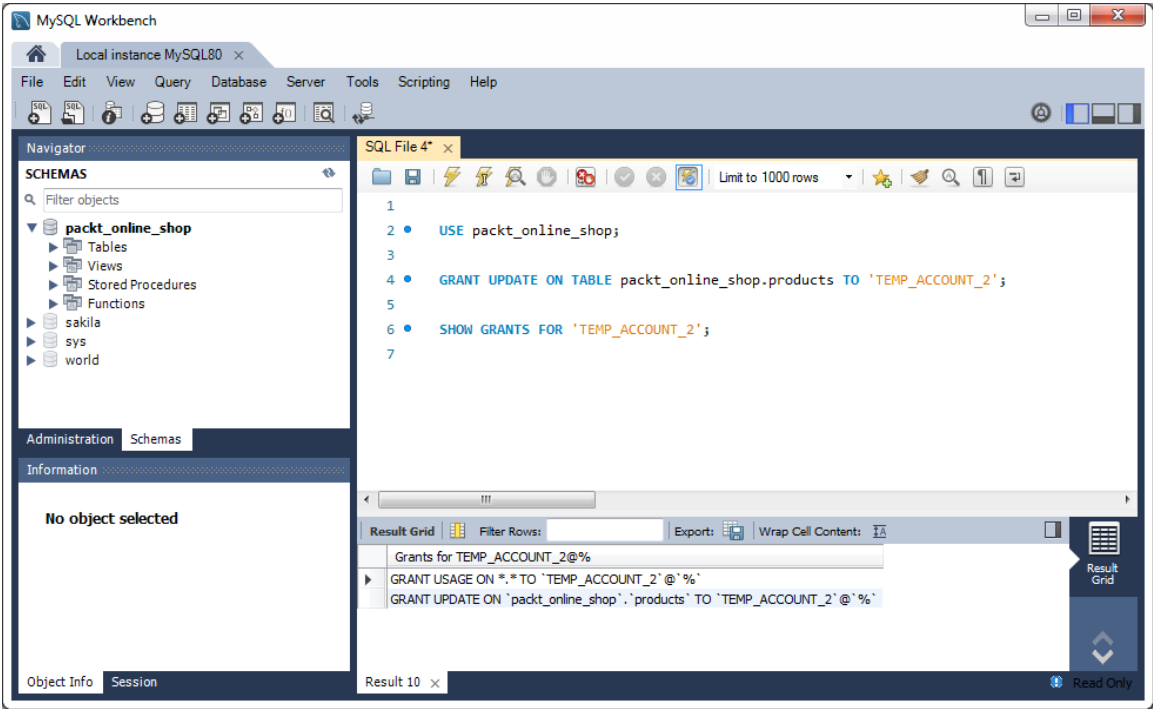 MySQL Workbench
Local instance MySQL80
File Edit View Query Database Server Tools Scripting Help
SQL SQL
Navigator
SQL File 4*
SCHEMAS
Limit to 1000 rows
Filter objects
packt_online_shop
Tables
Views
Stored Procedures
Functions
sakila
sys
world
1
2 USE packt_online_shop;
3
4 GRANT UPDATE ON TABLE packt_online_shop.products TO 'TEMP_ACCOUNT_2';
5
6 SHOW GRANTS FOR 'TEMP_ACCOUNT_2';
7
Administration Schemas
Information
No object selected
Object Info Session
Result Grid Filter Rows: Export: Wrap Cell Content:
Grants for TEMP_ACCOUNT_2@%
GRANT USAGE ON *.* TO `TEMP_ACCOUNT_2`@`%`
GRANT UPDATE ON `packt_online_shop`.`products` TO `TEMP_ACCOUNT_2`@`%`
Result
Grid
Result 10
Read Only